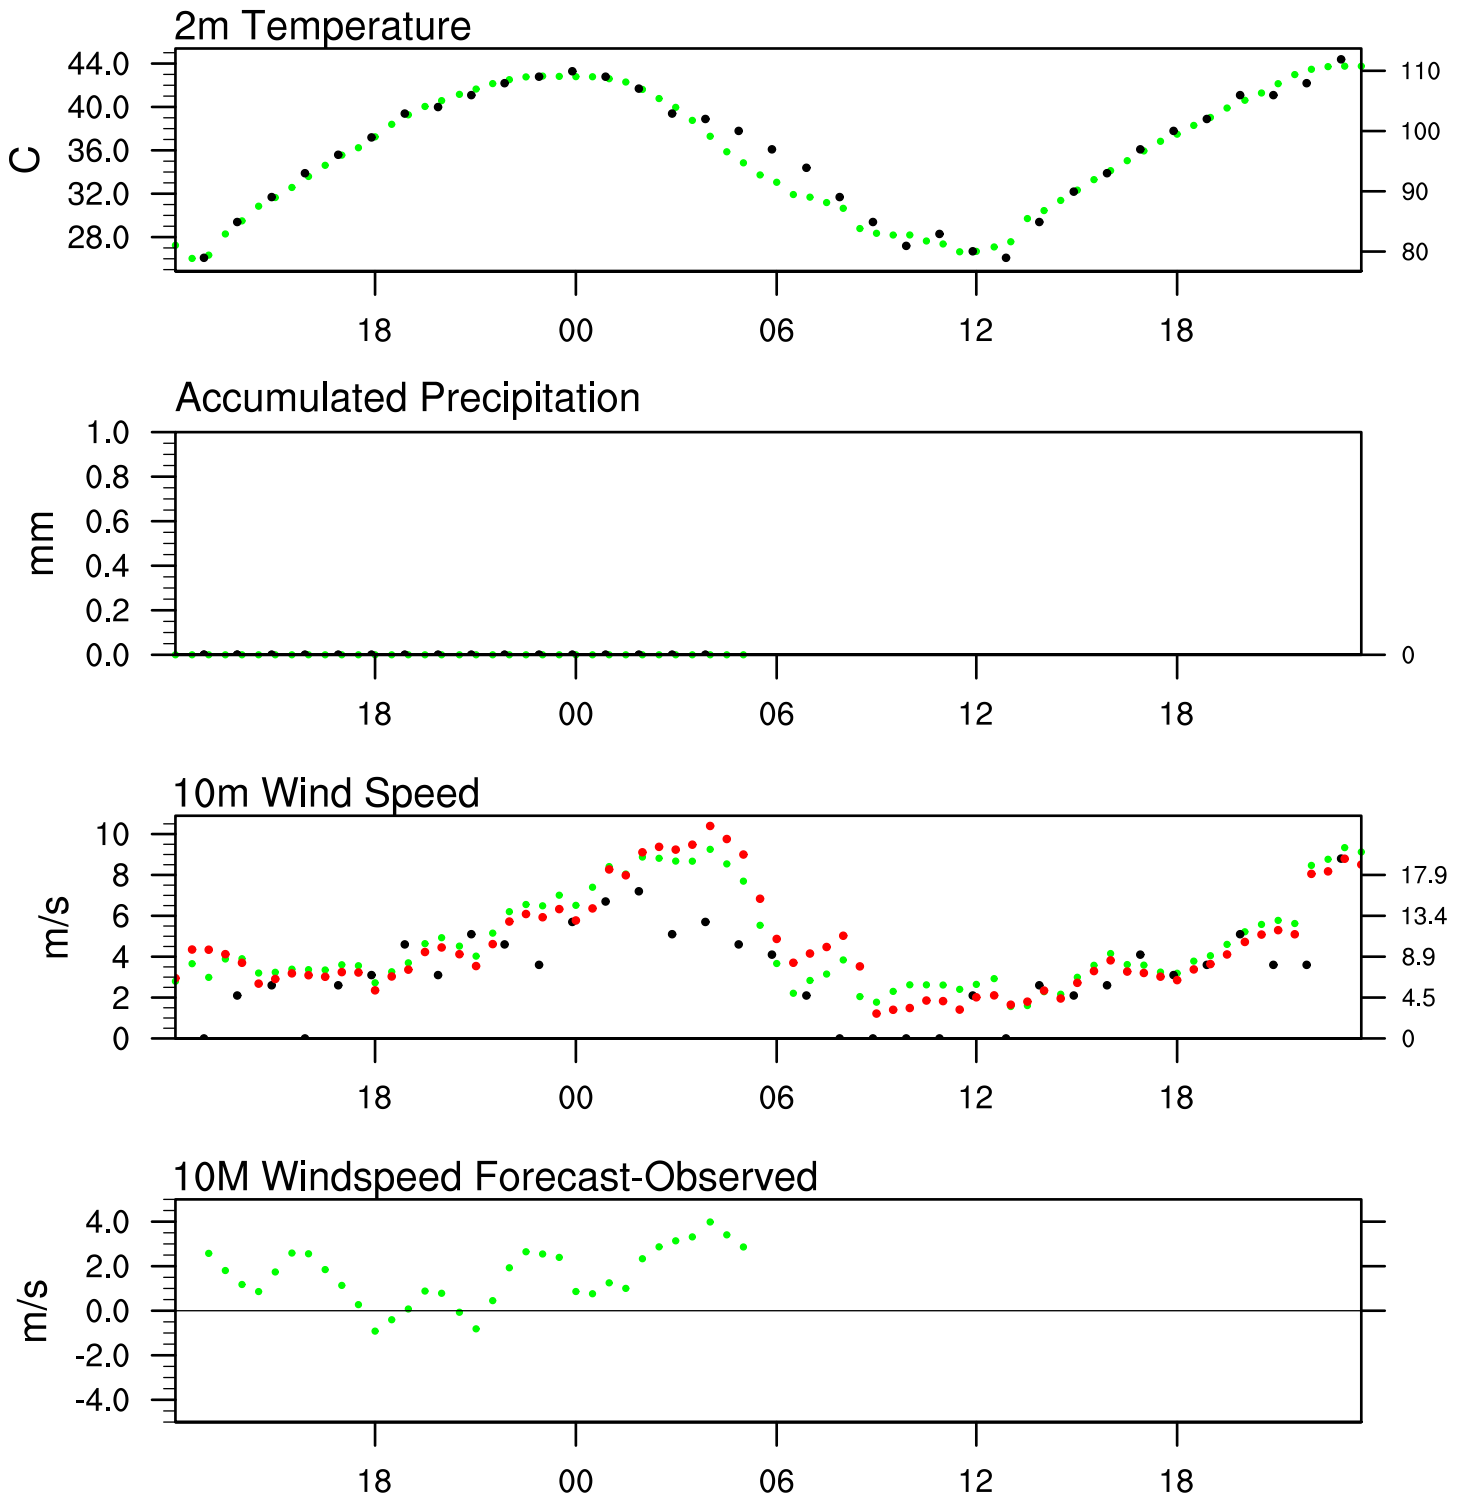 2m Temperature
44.0
40.0
36.0
32.0
28.0
C
110
100
90
80
18 00 06 12 18
Accumulated Precipitation
1.0
0.8
0.6
0.4
0.2
0.0
mm
0
18 00 06 12 18
10m Wind Speed
10
8
6
4
2
0
m/s
17.9
13.4
8.9
4.5
0
18 00 06 12 18
10M Windspeed Forecast-Observed
4.0
2.0
0.0
-2.0
-4.0
m/s
18 00 06 12 18